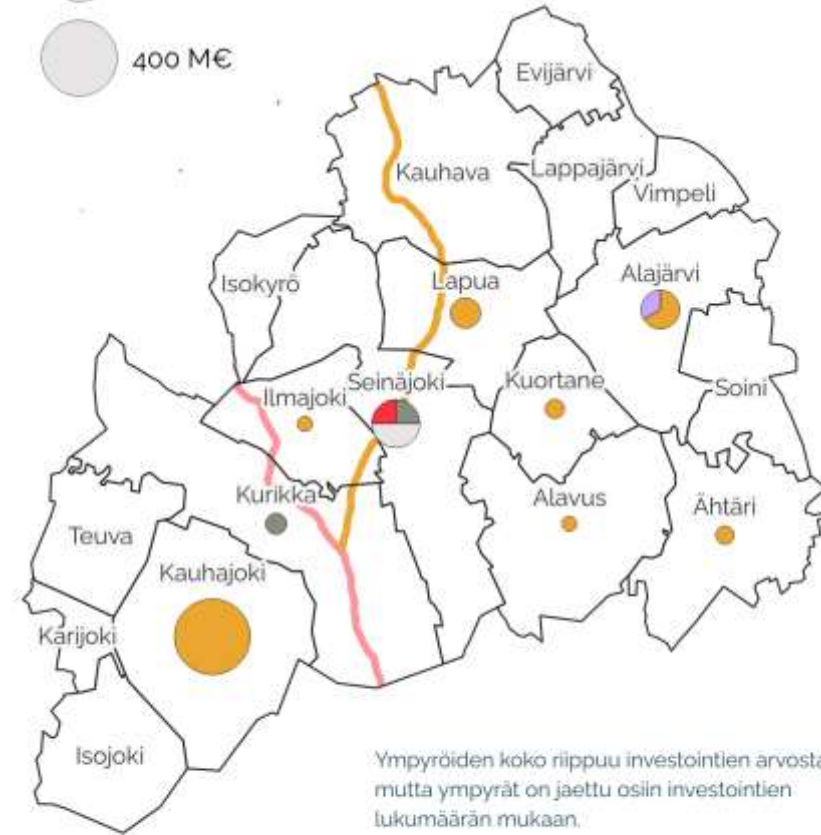 400 M€
Evijärvi
Kauhava
Lappajärvi
Vimpeli
Isokyrö
Lapua
Alajärvi
Seinäjoki
Kuortane
Soini
Ilmajoki
Kurikka
Alavus
Ähtäri
Teuva
Kauhajoki
Karijoki
Isojoki
Ympyröiden koko riippuu investointien arvosta
mutta ympyrät on jaettu osiin investointien
lukumäärän mukaan.